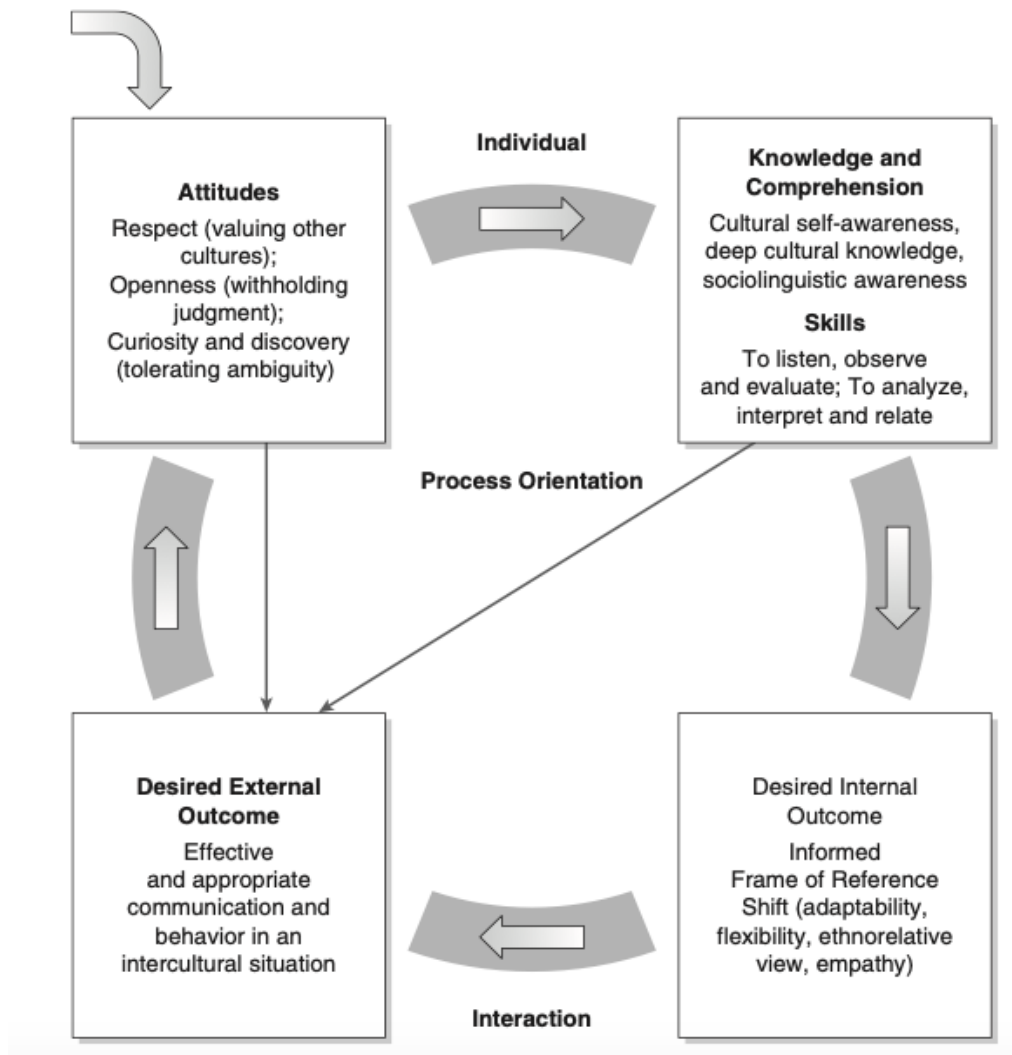 Individual
Attitudes
Respect (valuing other
cultures);
Openness (withholding
judgment);
Curiosity and discovery
(tolerating ambiguity)
Knowledge and
Comprehension
Cultural self-awareness,
deep cultural knowledge,
sociolinguistic awareness
Skills
To listen, observe
and evaluate; To analyze,
interpret and relate
Process Orientation
Desired External
Outcome
Effective
and appropriate
communication and
behavior in an
intercultural situation
Desired Internal
Outcome
Informed
Frame of Reference
Shift (adaptability,
flexibility, ethnorelative
view, empathy)
Interaction